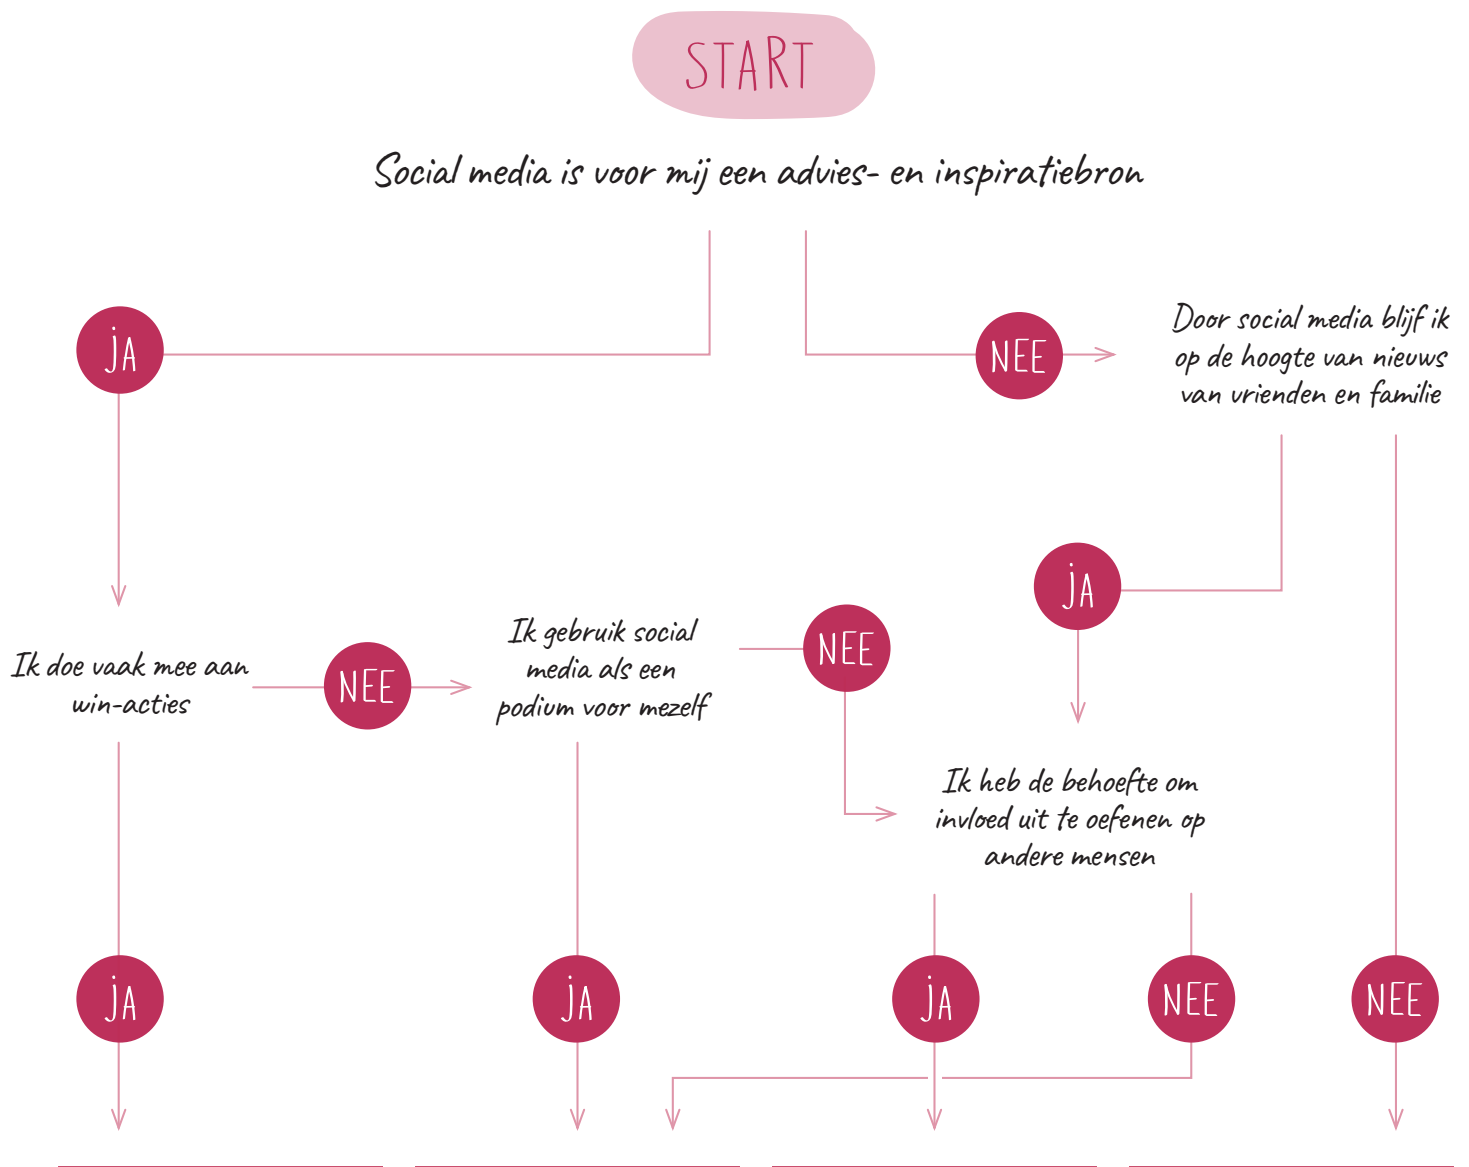 START
Social media is voor mij een advies- en inspiratiebron
JA
NEE
Door social media blijf ik
op de hoogte van nieuws
van vrienden en familie
JA
Ik doe vaak mee aan
win-acties
NEE
Ik gebruik social
media als een
podium voor mezelf
NEE
Ik heb de behoefte om
invloed uit te oefenen op
andere mensen
JA
JA
JA
NEE
NEE